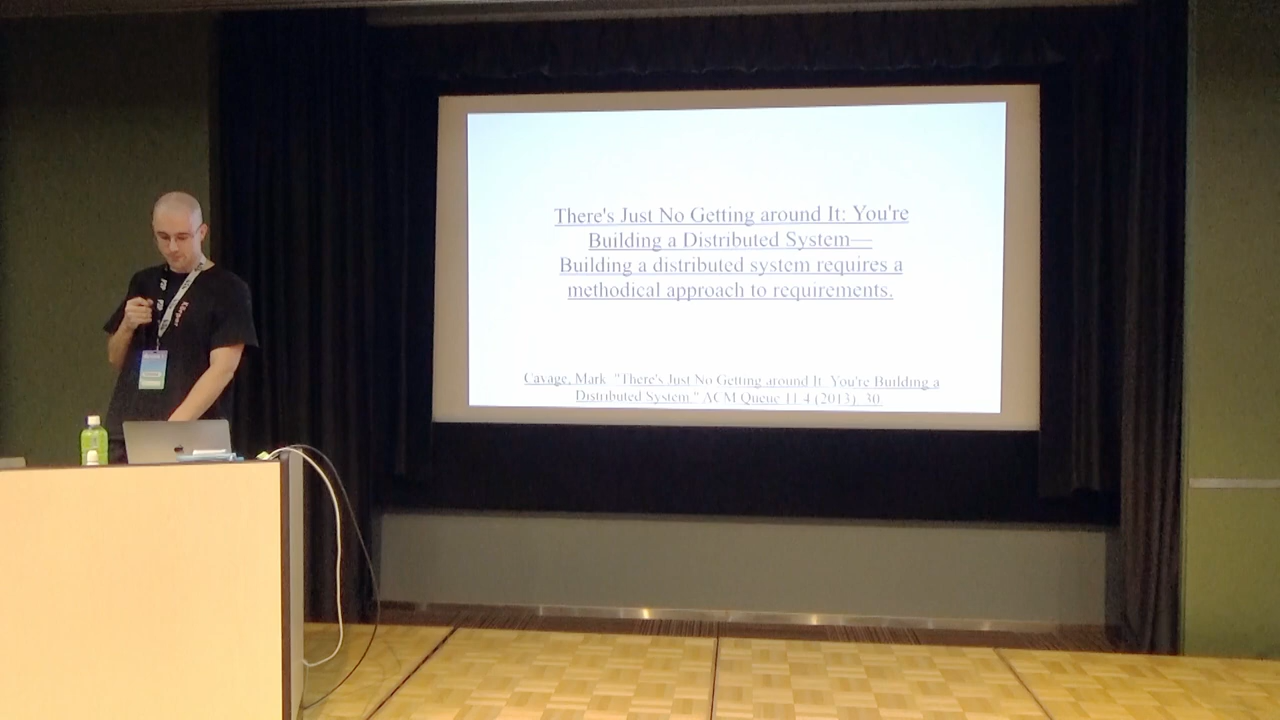 There's Just No Getting around It: You're
Building a Distributed System—
Building a distributed system requires a
methodical approach to requirements.
Cavage, Mark. "There's Just No Getting around It: You're Building a
Distributed System." ACM Queue 11.4 (2013): 30.